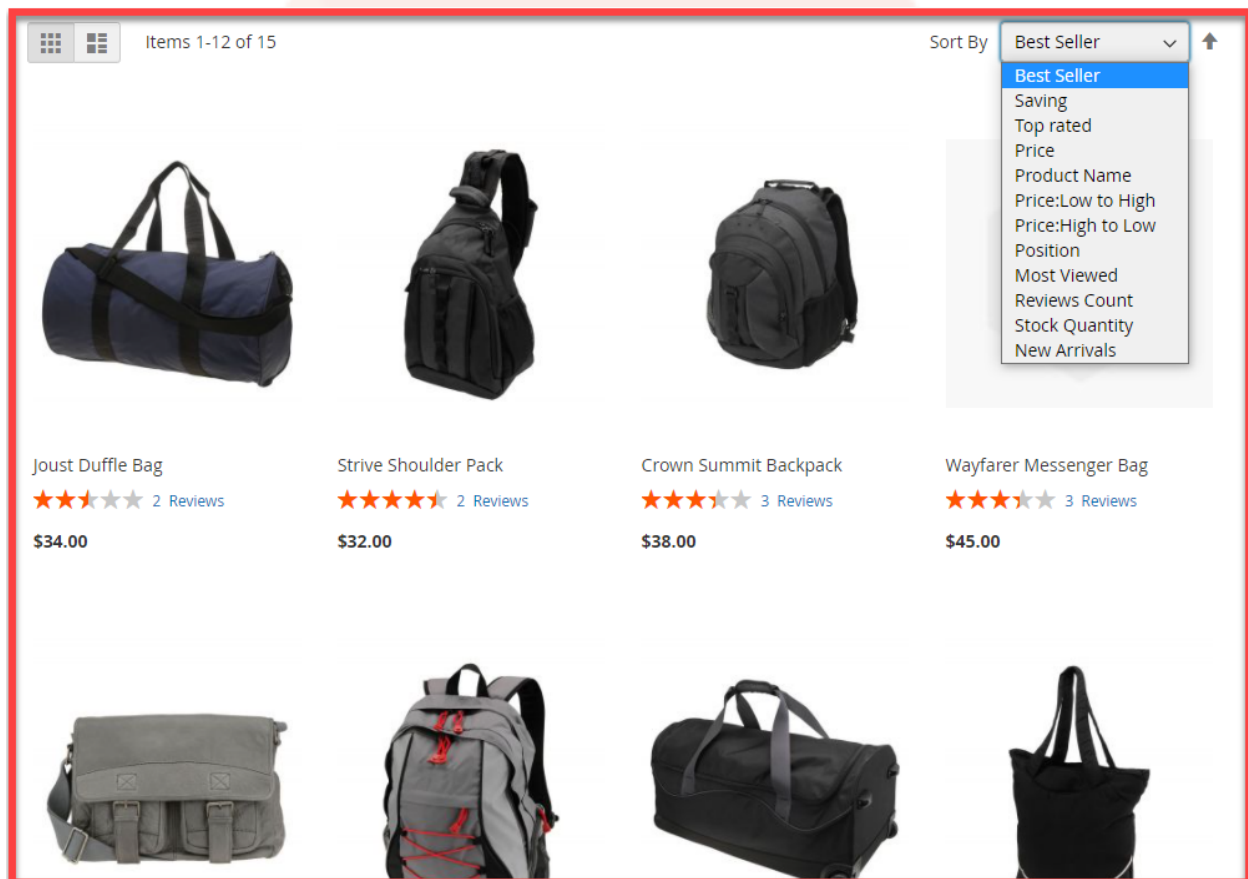 Items 1-12 of 15
Sort By Best Seller
Best Seller
Saving
Top rated
Price
Product Name
Price:Low to High
Price:High to Low
Position
Most Viewed
Reviews Count
Stock Quantity
New Arrivals
Joust Duffle Bag
2 Reviews
$34.00
Strive Shoulder Pack
2 Reviews
$32.00
Crown Summit Backpack
3 Reviews
$38.00
Wayfarer Messenger Bag
3 Reviews
$45.00